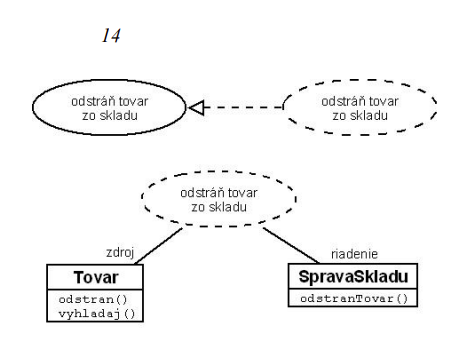 14
odstráň tovar
zo skladu
odstráň tovar
zo skladu
odstráň tovar
zo skladu
zdroj
riadenie
Tovar
odstran()
vyhladaj()
SpravaSkladu
odstranTovar()